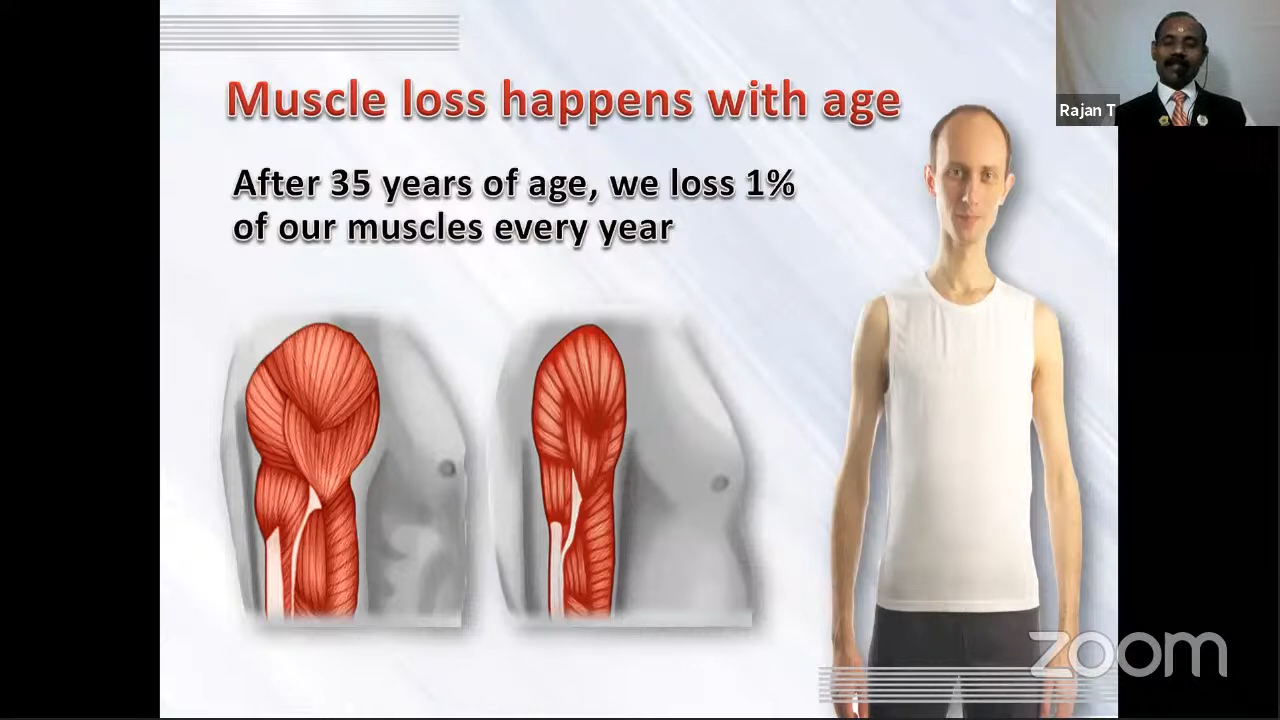 Muscle loss happens with age
After 35 years of age, we loss 1%
of our muscles every year
Rajan T
zoom